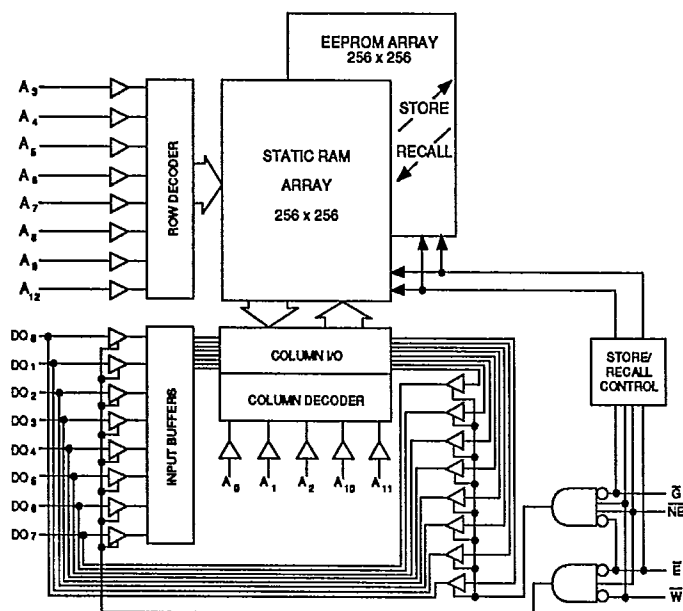 EEPROM ARRAY
256 x 256
STORE
RECALL
STATIC RAM
ARRAY
256 x 256
ROW DECODER
A3
A4
A5
A6
A7
A8
A9
A12
DQ0
DQ1
DQ2
DQ3
DQ4
DQ5
DQ6
DQ7
INPUT BUFFERS
COLUMN I/O
COLUMN DECODER
A0 A1 A2 A10 A11
STORE/
RECALL
CONTROL
G̅
N̅E̅
E̅
W̅